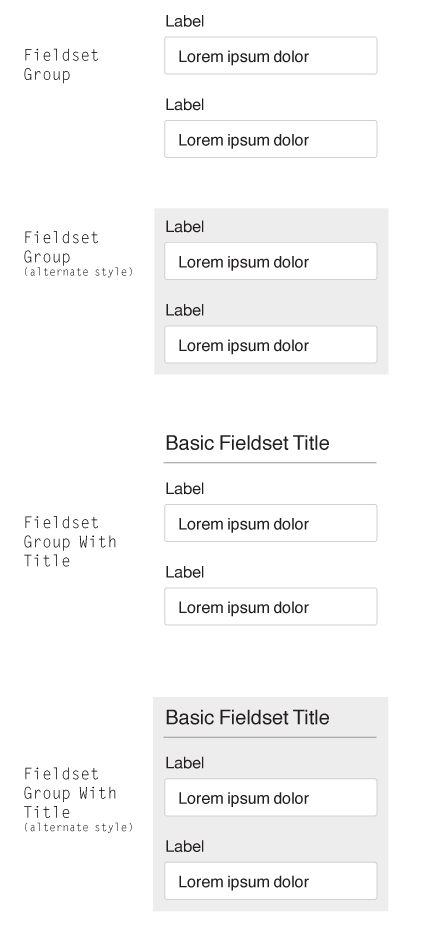 Fieldset
Group
Label
Lorem ipsum dolor
Label
Lorem ipsum dolor
Fieldset
Group
(alternate style)
Label
Lorem ipsum dolor
Label
Lorem ipsum dolor
Fieldset
Group With
Title
Basic Fieldset Title
Label
Lorem ipsum dolor
Label
Lorem ipsum dolor
Fieldset
Group With
Title
(alternate style)
Basic Fieldset Title
Label
Lorem ipsum dolor
Label
Lorem ipsum dolor